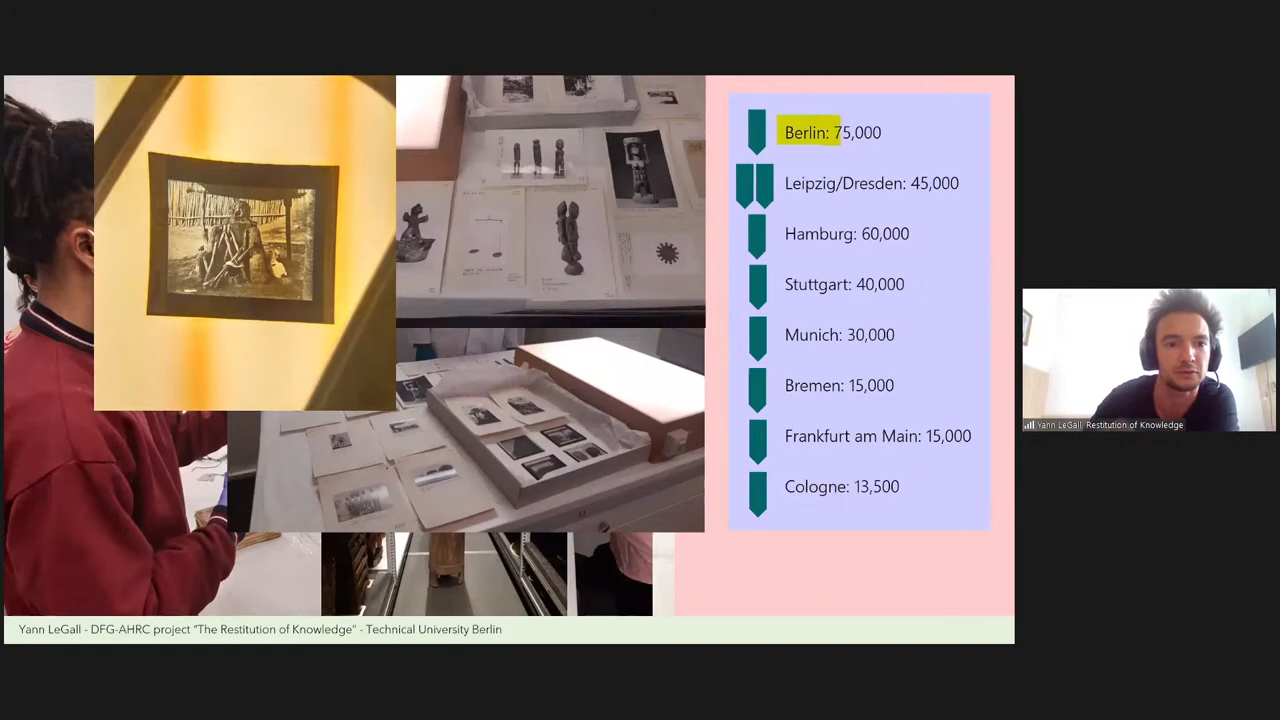 Berlin: 75,000
Leipzig/Dresden: 45,000
Hamburg: 60,000
Stuttgart: 40,000
Munich: 30,000
Bremen: 15,000
Frankfurt am Main: 15,000
Cologne: 13,500
Yann LeGall, Restitution of Knowledge
Yann LeGall - DFG-AHRC project “The Restitution of Knowledge” - Technical University Berlin